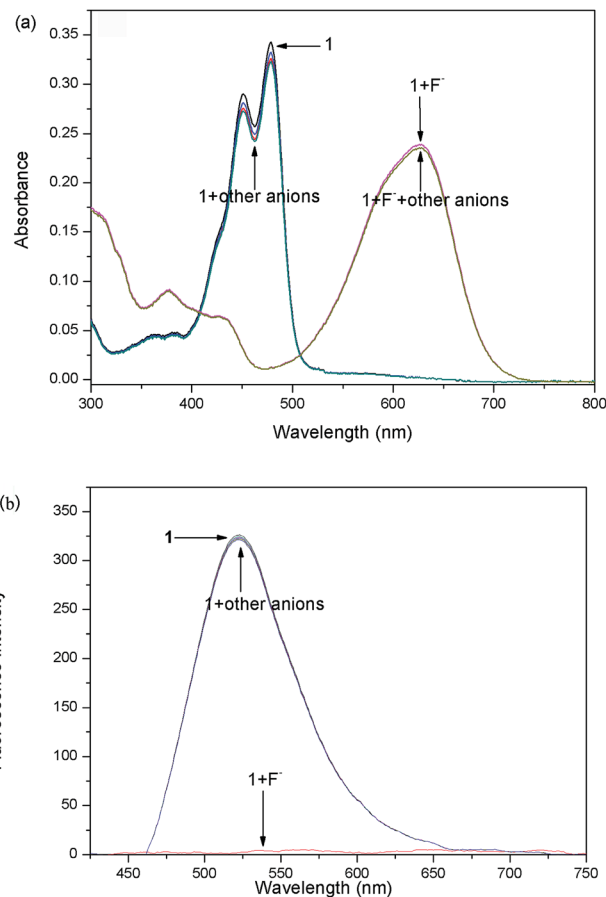 (a)
0.35
1
0.30
1+F⁻
0.25
1+other anions
1+F⁻+other anions
0.20
Absorbance
0.15
0.10
0.05
0.00
300 400 500 600 700 800
Wavelength (nm)
(b)
350
1
300
1+other anions
250
200
150
100
1+F⁻
50
0
450 500 550 600 650 700 750
Wavelength (nm)